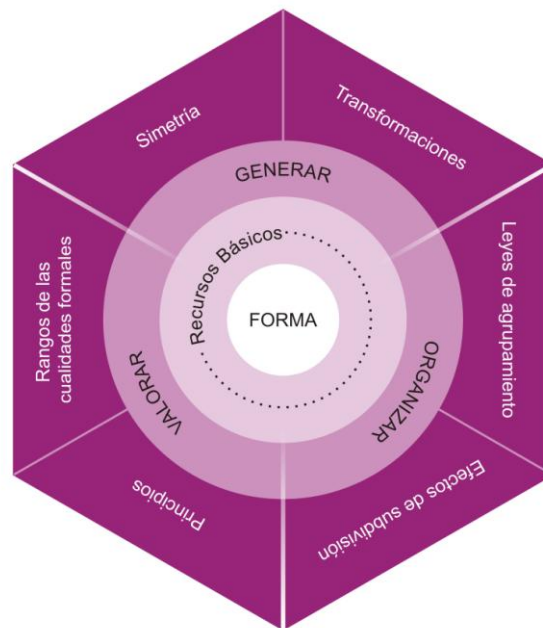 Simetría
Transformaciones
GENERAR
Recursos Básicos
FORMA
Rangos de las
cualidades formales
Leyes de agrupamiento
VALORAR
ORGANIZAR
Principios
Efectos de subdivisión